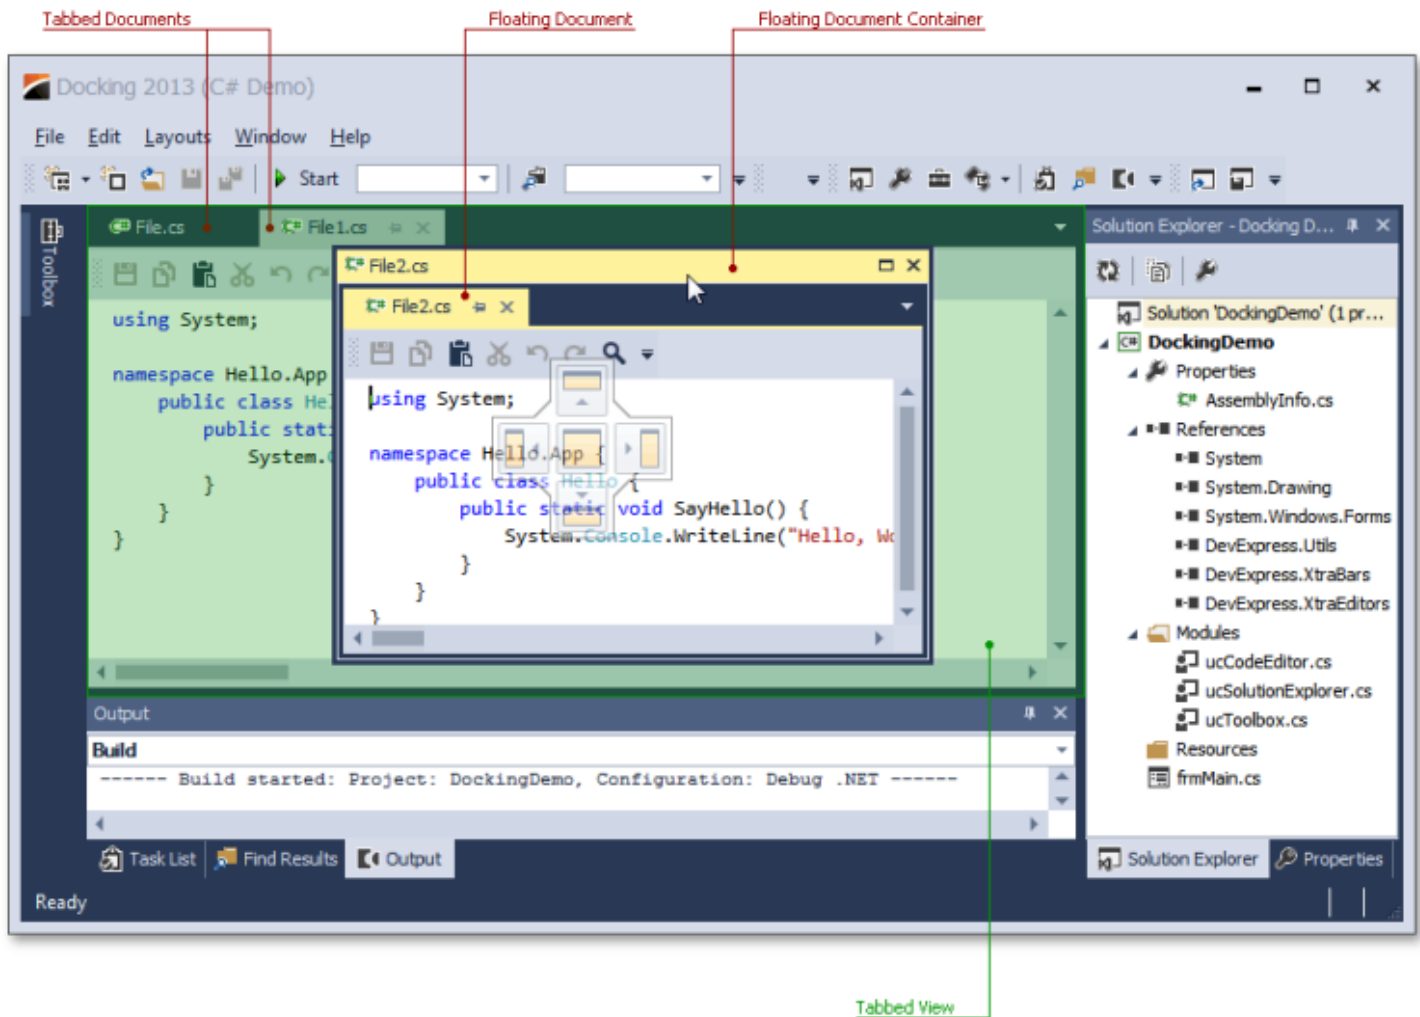 Tabbed Documents
Floating Document
Floating Document Container
Docking 2013 (C# Demo)
File Edit Layouts Window Help
Start
Toolbox
File.cs
File1.cs
using System;
namespace Hello.App
public class He
public stati
System.
}
}
}
File2.cs
File2.cs
using System;
namespace Hello.App {
public class Hello {
public static void SayHello() {
System.Console.WriteLine("Hello, Wo
}
}
}
Solution Explorer - Docking D...
Solution 'DockingDemo' (1 pr...
C# DockingDemo
Properties
C# AssemblyInfo.cs
References
System
System.Drawing
System.Windows.Forms
DevExpress.Utils
DevExpress.XtraBars
DevExpress.XtraEditors
Modules
ucCodeEditor.cs
ucSolutionExplorer.cs
ucToolbox.cs
Resources
frmMain.cs
Output
Build
------ Build started: Project: DockingDemo, Configuration: Debug .NET ------
Task List
Find Results
Output
Solution Explorer
Properties
Ready
Tabbed View